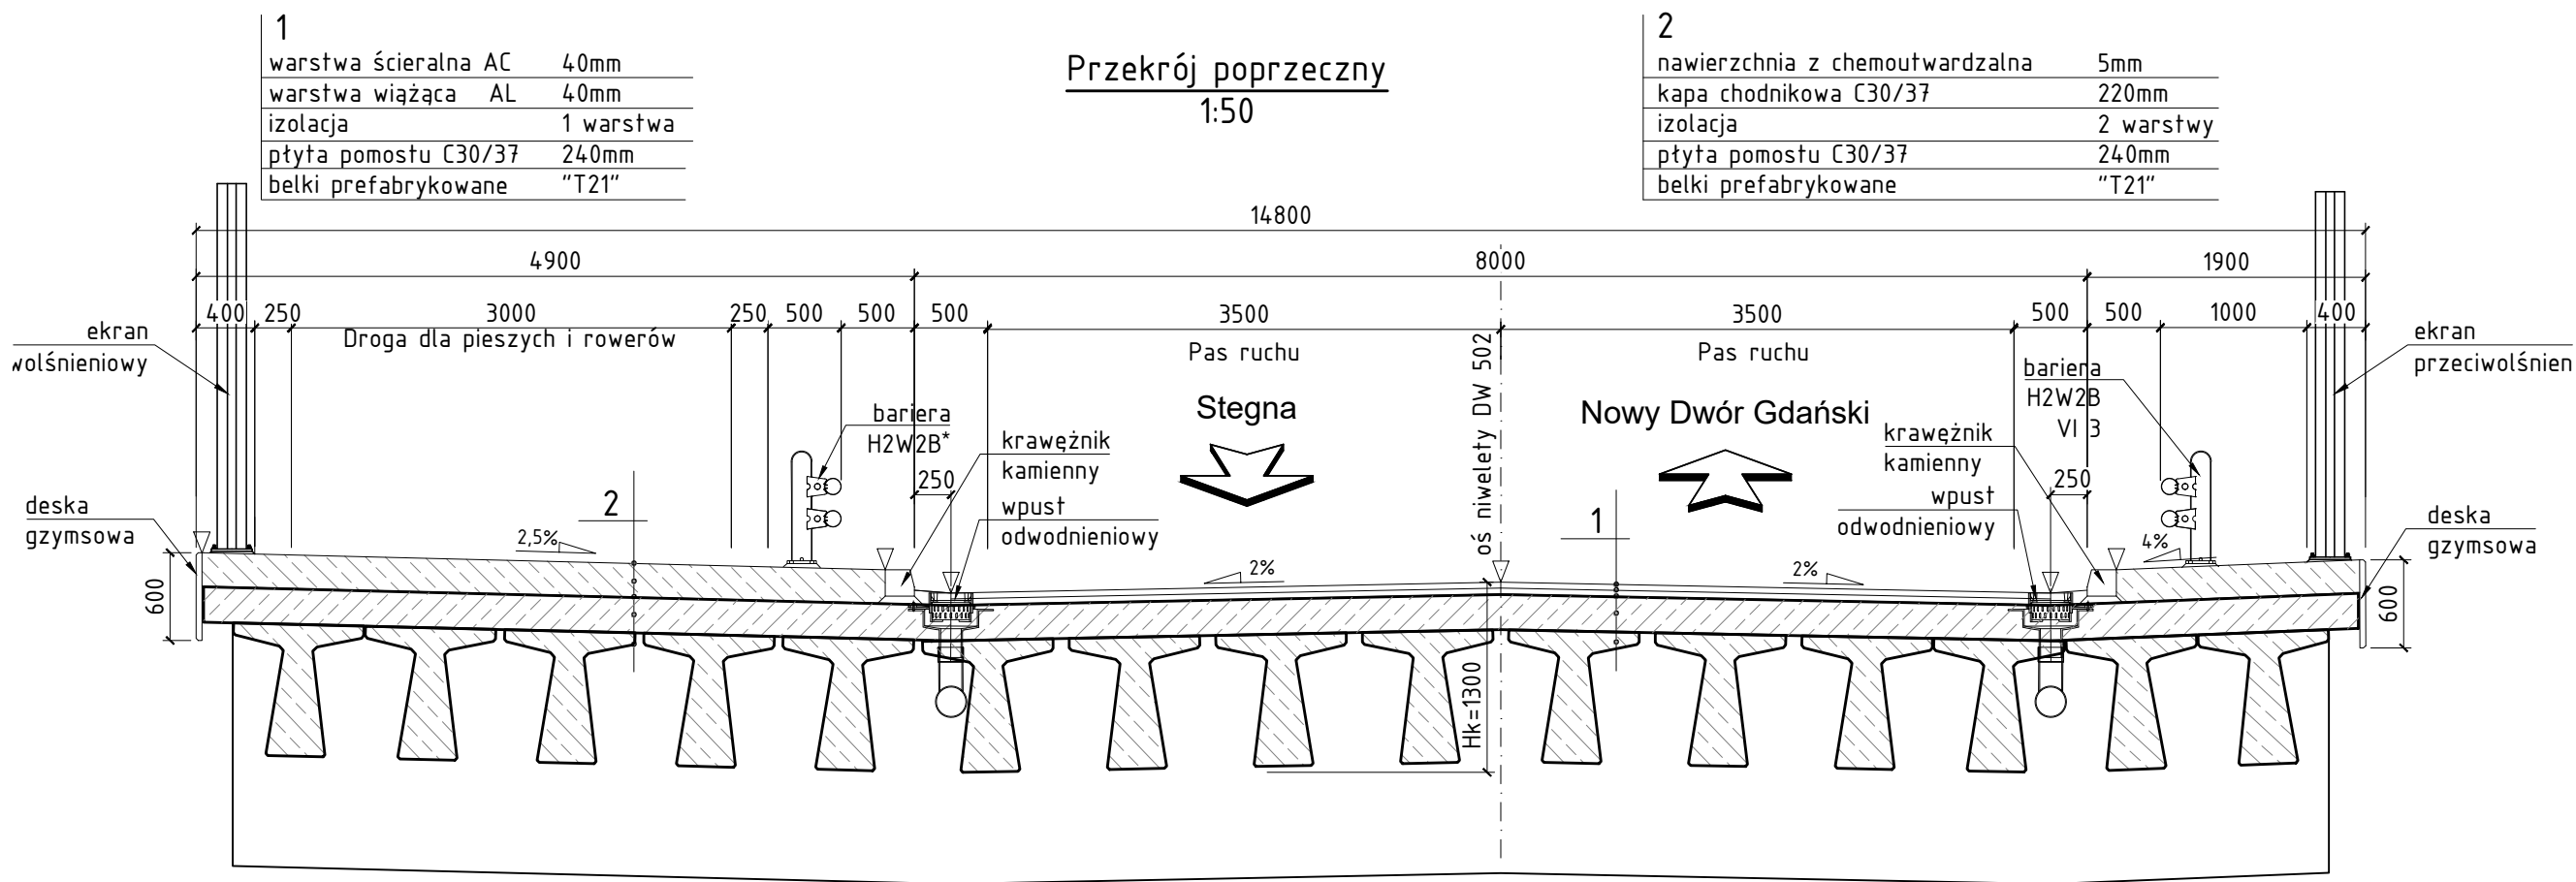 1
warstwa ścieralna AC 40mm
warstwa wiążąca AL 40mm
izolacja 1 warstwa
płyta pomostu C30/37 240mm
belki prefabrykowane "T21"
Przekrój poprzeczny
1:50
2
nawierzchnia z chemoutwardzalna 5mm
kapa chodnikowa C30/37 220mm
izolacja 2 warstwy
płyta pomostu C30/37 240mm
belki prefabrykowane "T21"
14800
4900 8000 1900
400 250 3000 250 500 500 500 3500 3500 500 500 1000 400
Droga dla pieszych i rowerów
Pas ruchu
Pas ruchu
ekran
wolśnieniowy
ekran
przeciwolśnien
oś niwelety DW 502
Stegna
Nowy Dwór Gdański
bariera
H2W2B*
bariera
H2W2B
VI 3
krawężnik
kamienny
krawężnik
kamienny
250
250
wpust
odwodnieniowy
wpust
odwodnieniowy
deska
gzymsowa
deska
gzymsowa
2
1
2,5%
2%
2%
4%
600
600
Hk=1300